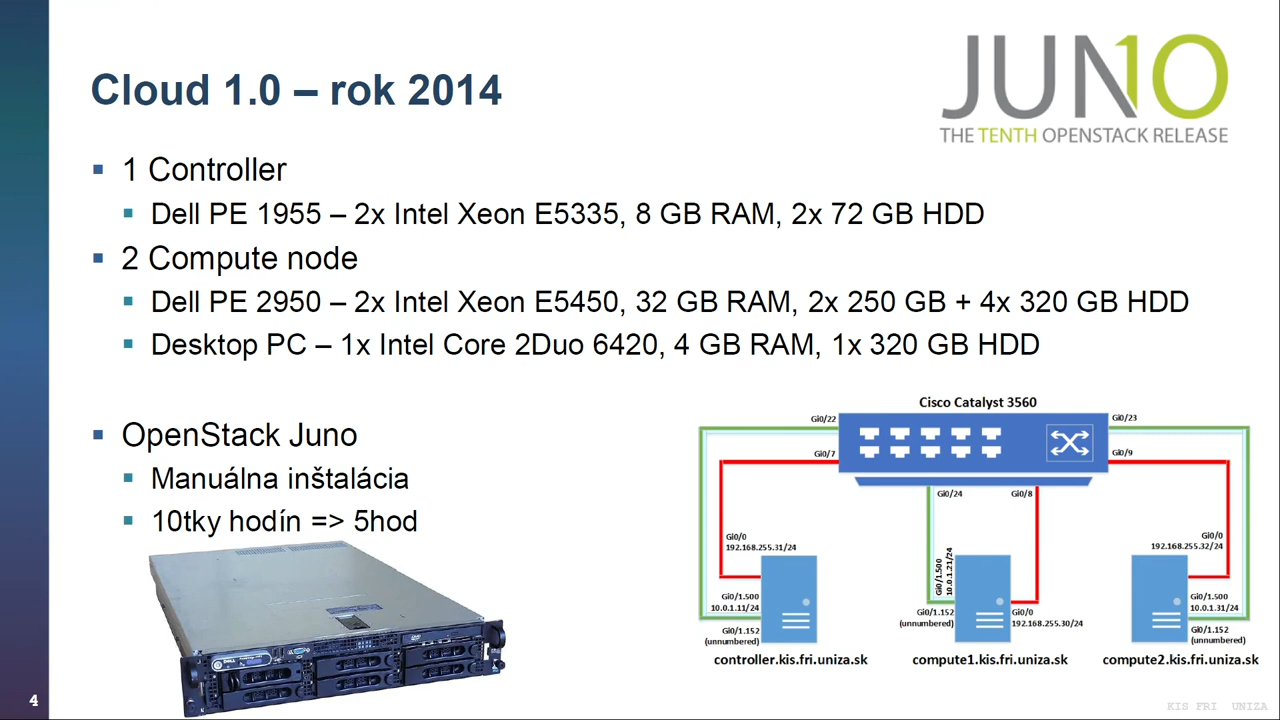 Cloud 1.0 – rok 2014
JUNO
THE TENTH OPENSTACK RELEASE
1 Controller
Dell PE 1955 – 2x Intel Xeon E5335, 8 GB RAM, 2x 72 GB HDD
2 Compute node
Dell PE 2950 – 2x Intel Xeon E5450, 32 GB RAM, 2x 250 GB + 4x 320 GB HDD
Desktop PC – 1x Intel Core 2Duo 6420, 4 GB RAM, 1x 320 GB HDD
OpenStack Juno
Manuálna inštalácia
10tky hodín => 5hod
DELL
Cisco Catalyst 3560
Gi0/22
Gi0/23
Gi0/7
Gi0/9
Gi0/24
Gi0/8
Gi0/0
192.168.255.31/24
Gi0/1.500
10.0.1.11/24
Gi0/1.152
(unnumbered)
controller.kis.fri.uniza.sk
Gi0/1.500
10.0.1.21/24
Gi0/1.152
(unnumbered)
Gi0/0
192.168.255.30/24
compute1.kis.fri.uniza.sk
Gi0/0
192.168.255.32/24
Gi0/1.500
10.0.1.31/24
Gi0/1.152
(unnumbered)
compute2.kis.fri.uniza.sk
4
KIS FRI UNIZA